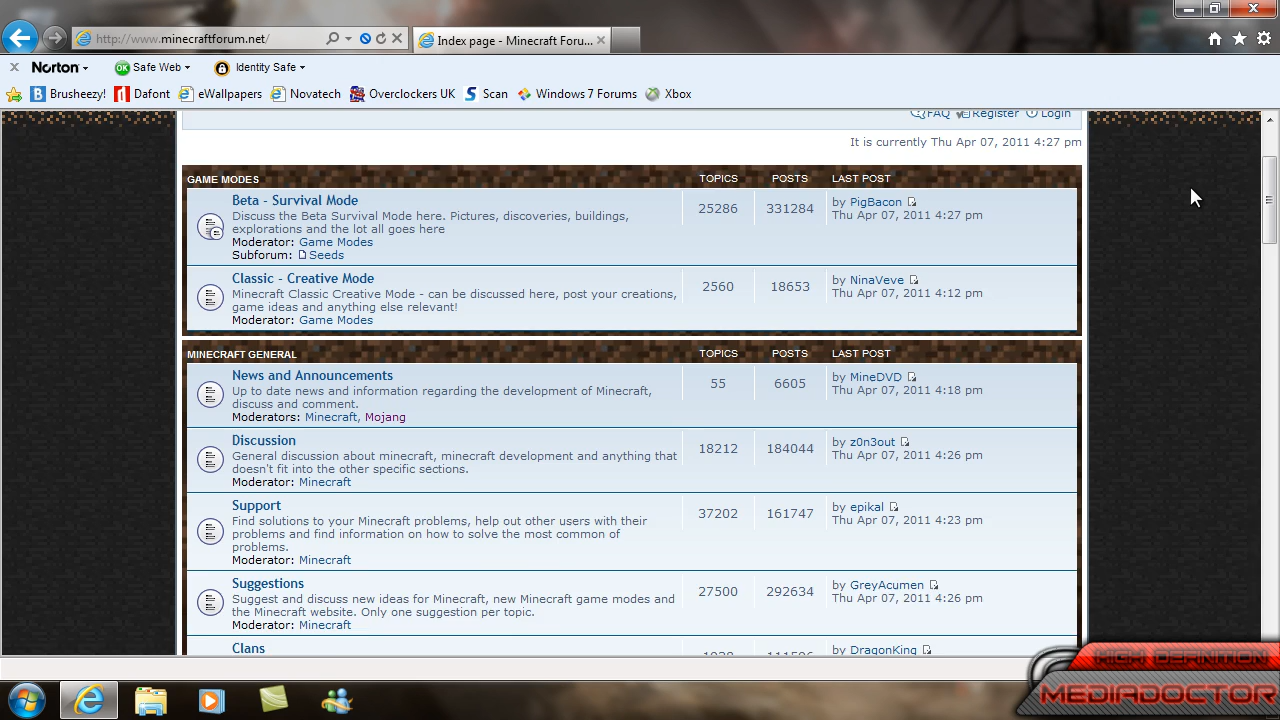 http://www.minecraftforum.net/
Index page - Minecraft Foru...
Norton
OK Safe Web
Identity Safe
Brusheezy! Dafont eWallpapers Novatech Overclockers UK Scan Windows 7 Forums Xbox
FAQ Register Login
It is currently Thu Apr 07, 2011 4:27 pm
GAME MODES TOPICS POSTS LAST POST
Beta - Survival Mode
Discuss the Beta Survival Mode here. Pictures, discoveries, buildings,
explorations and the lot all goes here
Moderator: Game Modes
Subforum: Seeds
25286 331284
by PigBacon
Thu Apr 07, 2011 4:27 pm
Classic - Creative Mode
Minecraft Classic Creative Mode - can be discussed here, post your creations,
game ideas and anything else relevant!
Moderator: Game Modes
2560 18653
by NinaVeve
Thu Apr 07, 2011 4:12 pm
MINECRAFT GENERAL TOPICS POSTS LAST POST
News and Announcements
Up to date news and information regarding the development of Minecraft,
discuss and comment.
Moderators: Minecraft, Mojang
55 6605
by MineDVD
Thu Apr 07, 2011 4:18 pm
Discussion
General discussion about minecraft, minecraft development and anything that
doesn't fit into the other specific sections.
Moderator: Minecraft
18212 184044
by z0n3out
Thu Apr 07, 2011 4:26 pm
Support
Find solutions to your Minecraft problems, help out other users with their
problems and find information on how to solve the most common of
problems.
Moderator: Minecraft
37202 161747
by epikal
Thu Apr 07, 2011 4:23 pm
Suggestions
Suggest and discuss new ideas for Minecraft, new Minecraft game modes and
the Minecraft website. Only one suggestion per topic.
Moderator: Minecraft
27500 292634
by GreyAcumen
Thu Apr 07, 2011 4:26 pm
Clans
by DragonKing
HIGH DEFINITION
MEDIADOCTOR